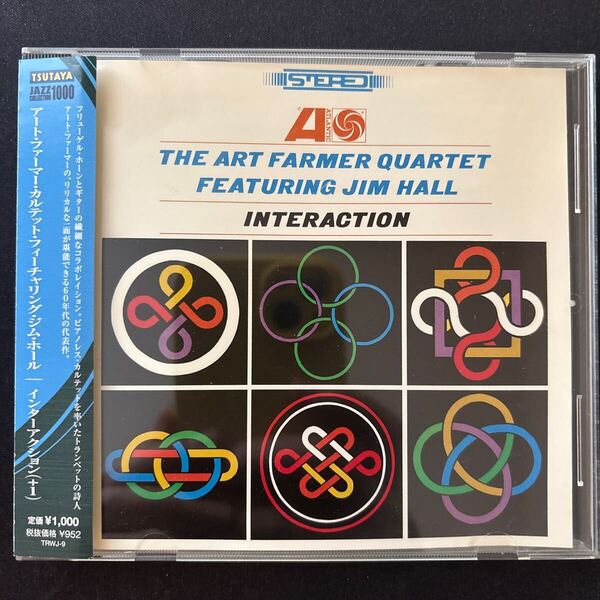 TSUTAYA
JAZZ
COLLECTION 1000
フリューゲル・ホーンとギターの繊細なコラボレイション。ピアノレス・カルテットを率いたトランペットの詩人
アート・ファーマーの、リリカルな一面が堪能できる60年代の代表作。
アート・ファーマー・カルテット・フィーチャリング・ジム・ホール | インターアクション(+1)
定価¥1,000
税抜価格 ¥952
TRWJ-9
STEREO
ATLANTIC
THE ART FARMER QUARTET
FEATURING JIM HALL
INTERACTION